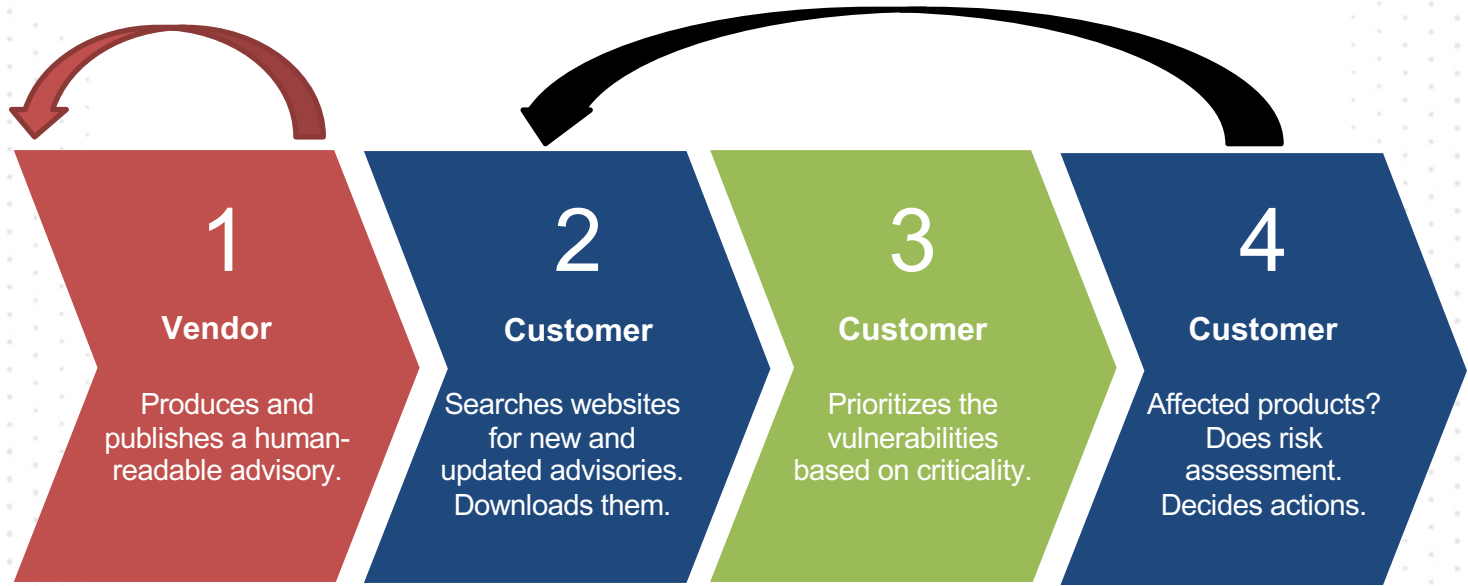 1
Vendor
Produces and
publishes a human-
readable advisory.
2
Customer
Searches websites
for new and
updated advisories.
Downloads them.
3
Customer
Prioritizes the
vulnerabilities
based on criticality.
4
Customer
Affected products?
Does risk
assessment.
Decides actions.